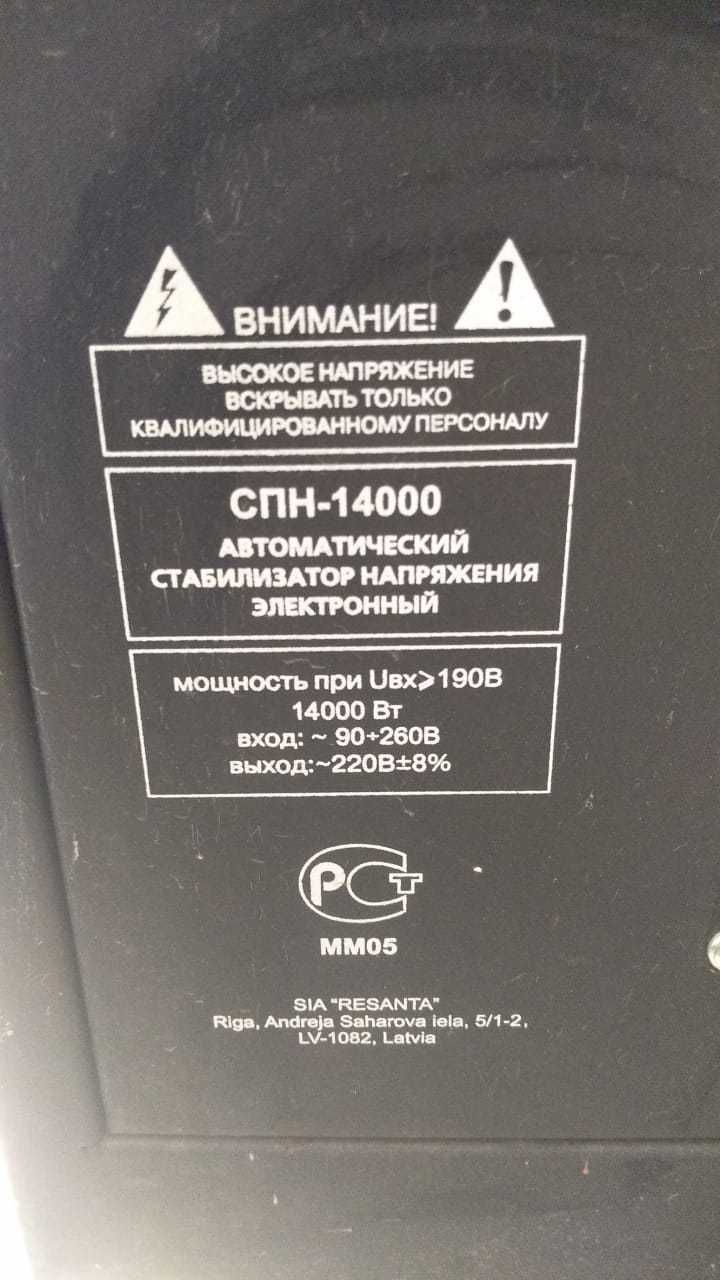 ВНИМАНИЕ!
ВЫСОКОЕ НАПРЯЖЕНИЕ
ВСКРЫВАТЬ ТОЛЬКО
КВАЛИФИЦИРОВАННОМУ ПЕРСОНАЛУ
СПН-14000
АВТОМАТИЧЕСКИЙ
СТАБИЛИЗАТОР НАПРЯЖЕНИЯ
ЭЛЕКТРОННЫЙ
мощность при Uвх⩾190В
14000 Вт
вход: ~ 90÷260В
выход:~220В±8%
РСТ
ММ05
SIA "RESANTA"
Riga, Andreja Saharova iela, 5/1-2,
LV-1082, Latvia